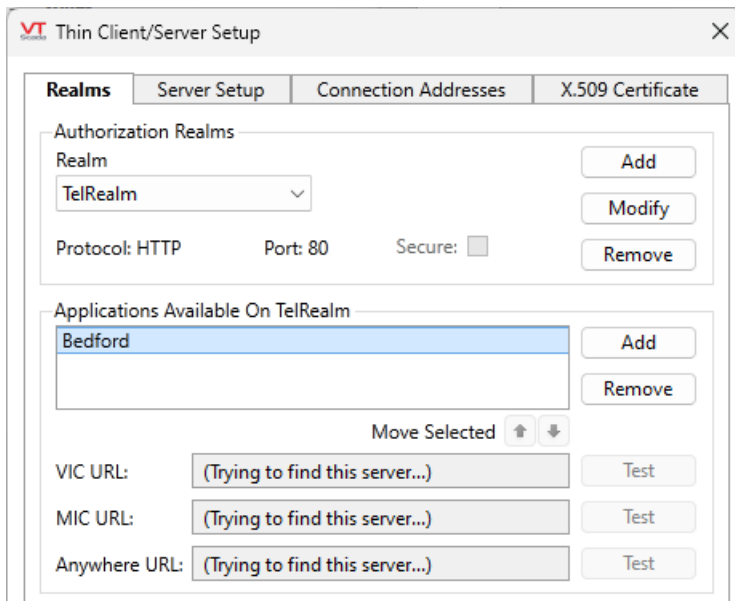 VT Scada Thin Client/Server Setup
Realms Server Setup Connection Addresses X.509 Certificate
Authorization Realms
Realm
Add
TelRealm
Modify
Protocol: HTTP Port: 80 Secure:
Remove
Applications Available On TelRealm
Bedford
Add
Remove
Move Selected
VIC URL: (Trying to find this server...) Test
MIC URL: (Trying to find this server...) Test
Anywhere URL: (Trying to find this server...) Test